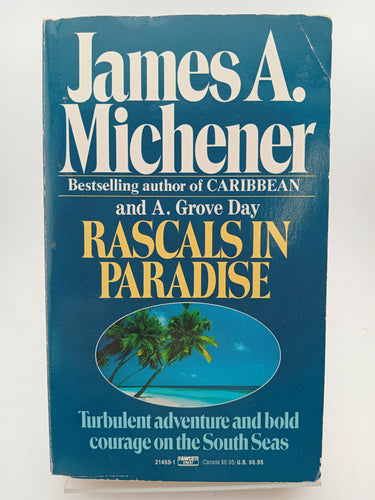 James A.
Michener
Bestselling author of CARIBBEAN
and A. Grove Day
RASCALS IN
PARADISE
Turbulent adventure and bold
courage on the South Seas
21459-1 FAWCETT CREST (Canada $6.95) U.S. $5.95